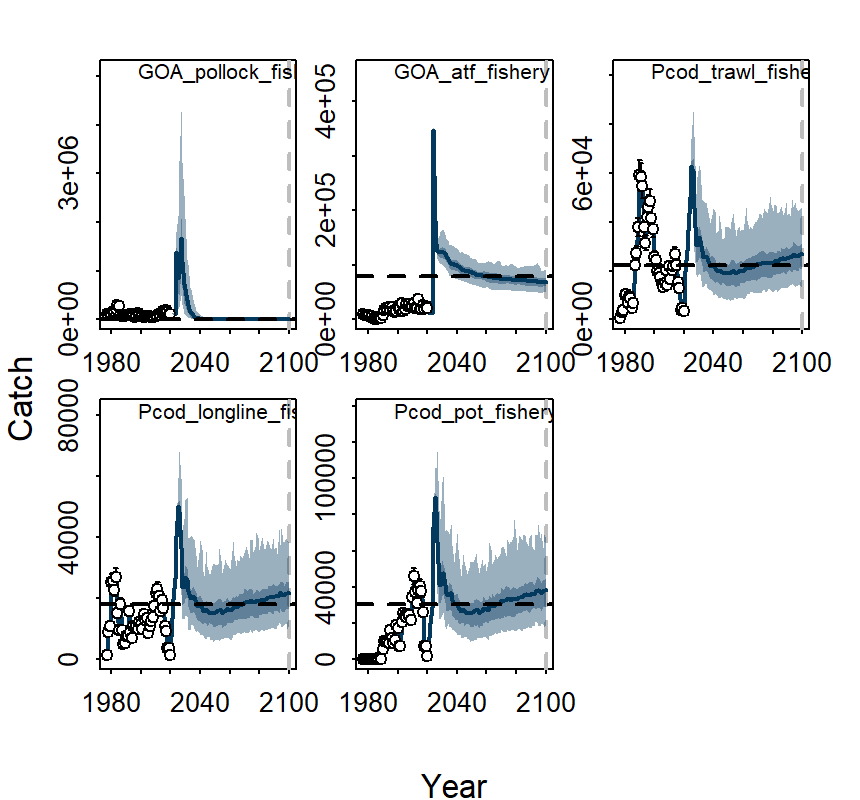 GOA_pollock_fis
GOA_atf_fishery
Pcod_trawl_fishe
0e+00
3e+06
0e+00
2e+05
4e+05
0e+00
6e+04
1980
2040
2100
1980
2040
2100
1980
2040
2100
Catch
Pcod_longline_fis
Pcod_pot_fishery
0
40000
80000
0
40000
100000
1980
2040
2100
1980
2040
2100
Year